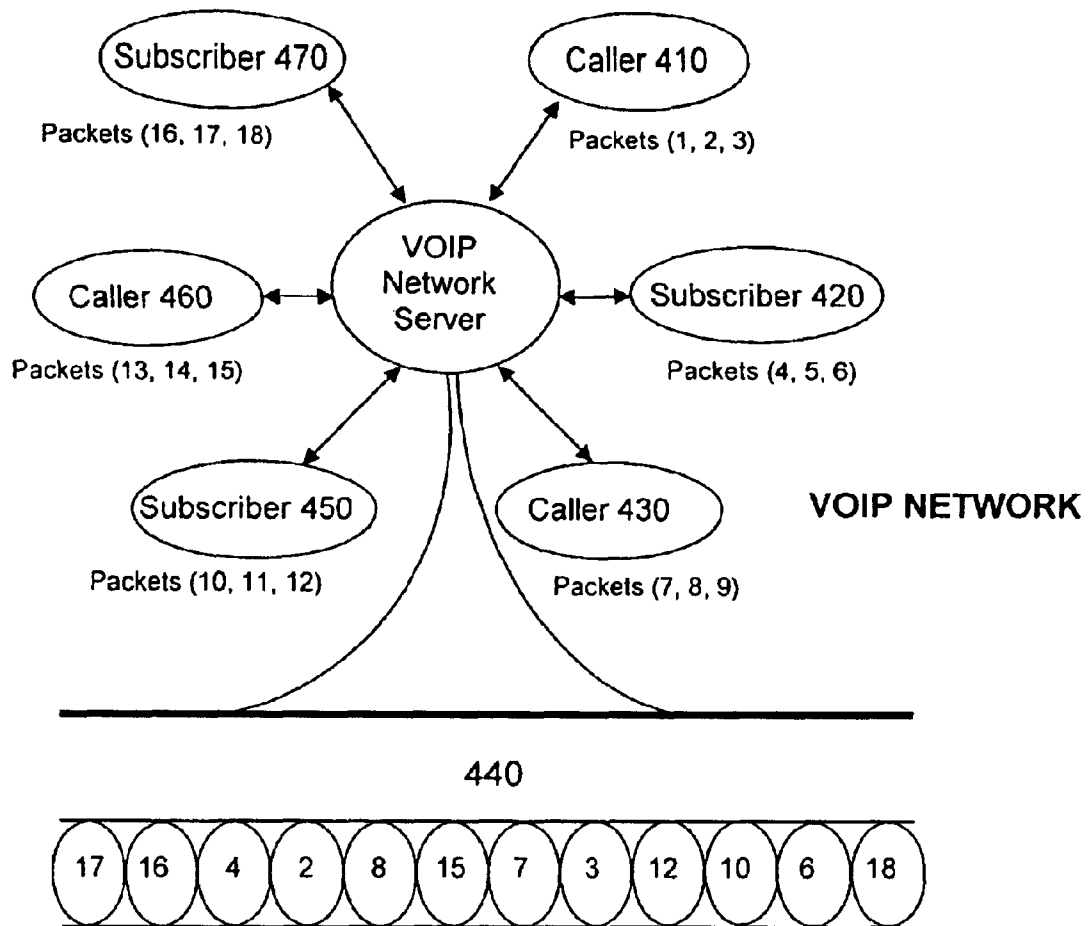 Subscriber 470
Caller 410
Packets (16, 17, 18)
Packets (1, 2, 3)
VOIP
Network
Server
Caller 460
Subscriber 420
Packets (13, 14, 15)
Packets (4, 5, 6)
Subscriber 450
Caller 430
VOIP NETWORK
Packets (10, 11, 12)
Packets (7, 8, 9)
440
17 16 4 2 8 15 7 3 12 10 6 18